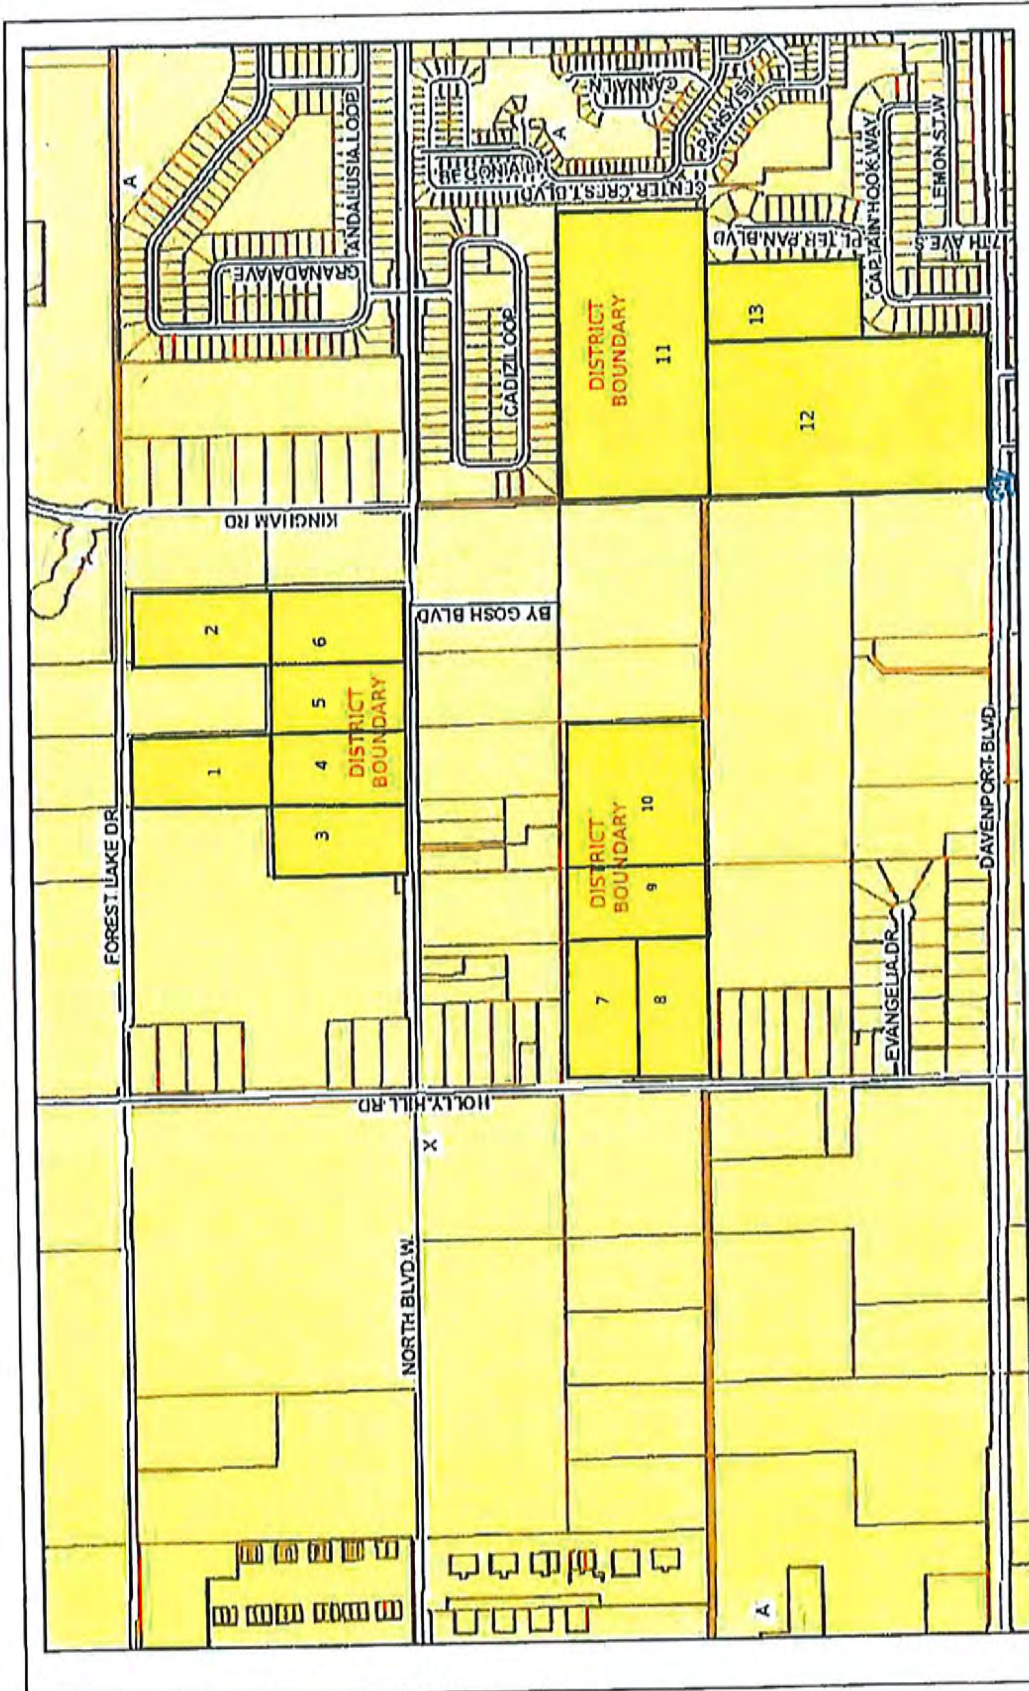 A
ANDALUSIA LOOP
GRANADA AVE
KINGHAM RD
FOREST LAKE DR
2
6
5
1
4
3
DISTRICT
BOUNDARY
BEGONIA
CENTER CREST BLVD
A
PANSY ST
CADIZ LOOP
BY GOSH BLVD
DISTRICT
BOUNDARY
11
13
12
PETER PAN BLVD
CAPTAIN HOOK WAY
LEMON ST W
7TH AVE S
DISTRICT
BOUNDARY
10
9
7
8
EVANGELIA DR
DAVENPORT BLVD
HOLLY HILL RD
X
NORTH BLVD W
A